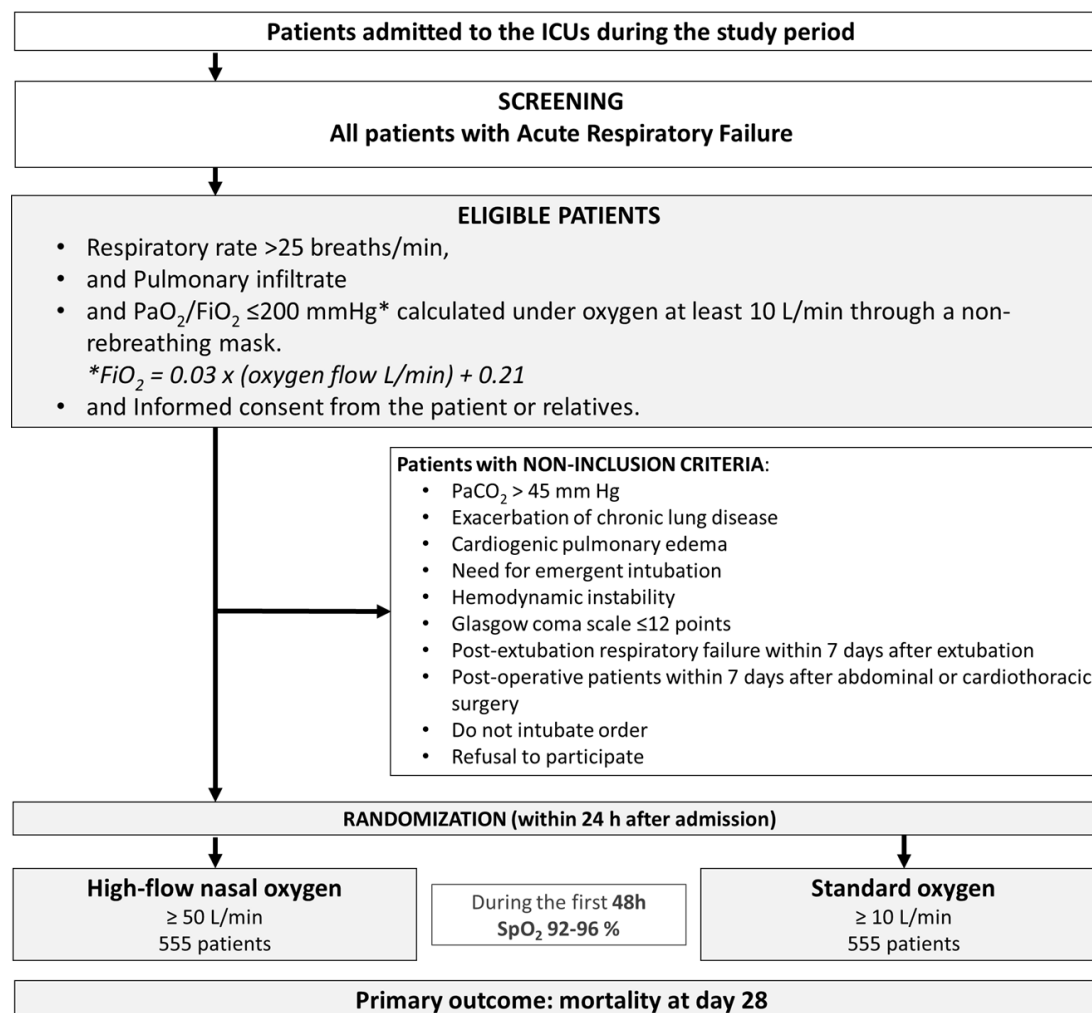 Patients admitted to the ICUs during the study period
SCREENING
All patients with Acute Respiratory Failure
ELIGIBLE PATIENTS
• Respiratory rate >25 breaths/min,
• and Pulmonary infiltrate
• and PaO₂/FiO₂ ≤200 mmHg* calculated under oxygen at least 10 L/min through a non-
rebreathing mask.
*FiO₂ = 0.03 x (oxygen flow L/min) + 0.21
• and Informed consent from the patient or relatives.
Patients with NON-INCLUSION CRITERIA:
• PaCO₂ > 45 mm Hg
• Exacerbation of chronic lung disease
• Cardiogenic pulmonary edema
• Need for emergent intubation
• Hemodynamic instability
• Glasgow coma scale ≤12 points
• Post-extubation respiratory failure within 7 days after extubation
• Post-operative patients within 7 days after abdominal or cardiothoracic
surgery
• Do not intubate order
• Refusal to participate
RANDOMIZATION (within 24 h after admission)
High-flow nasal oxygen
≥ 50 L/min
555 patients
During the first 48h
SpO₂ 92-96 %
Standard oxygen
≥ 10 L/min
555 patients
Primary outcome: mortality at day 28